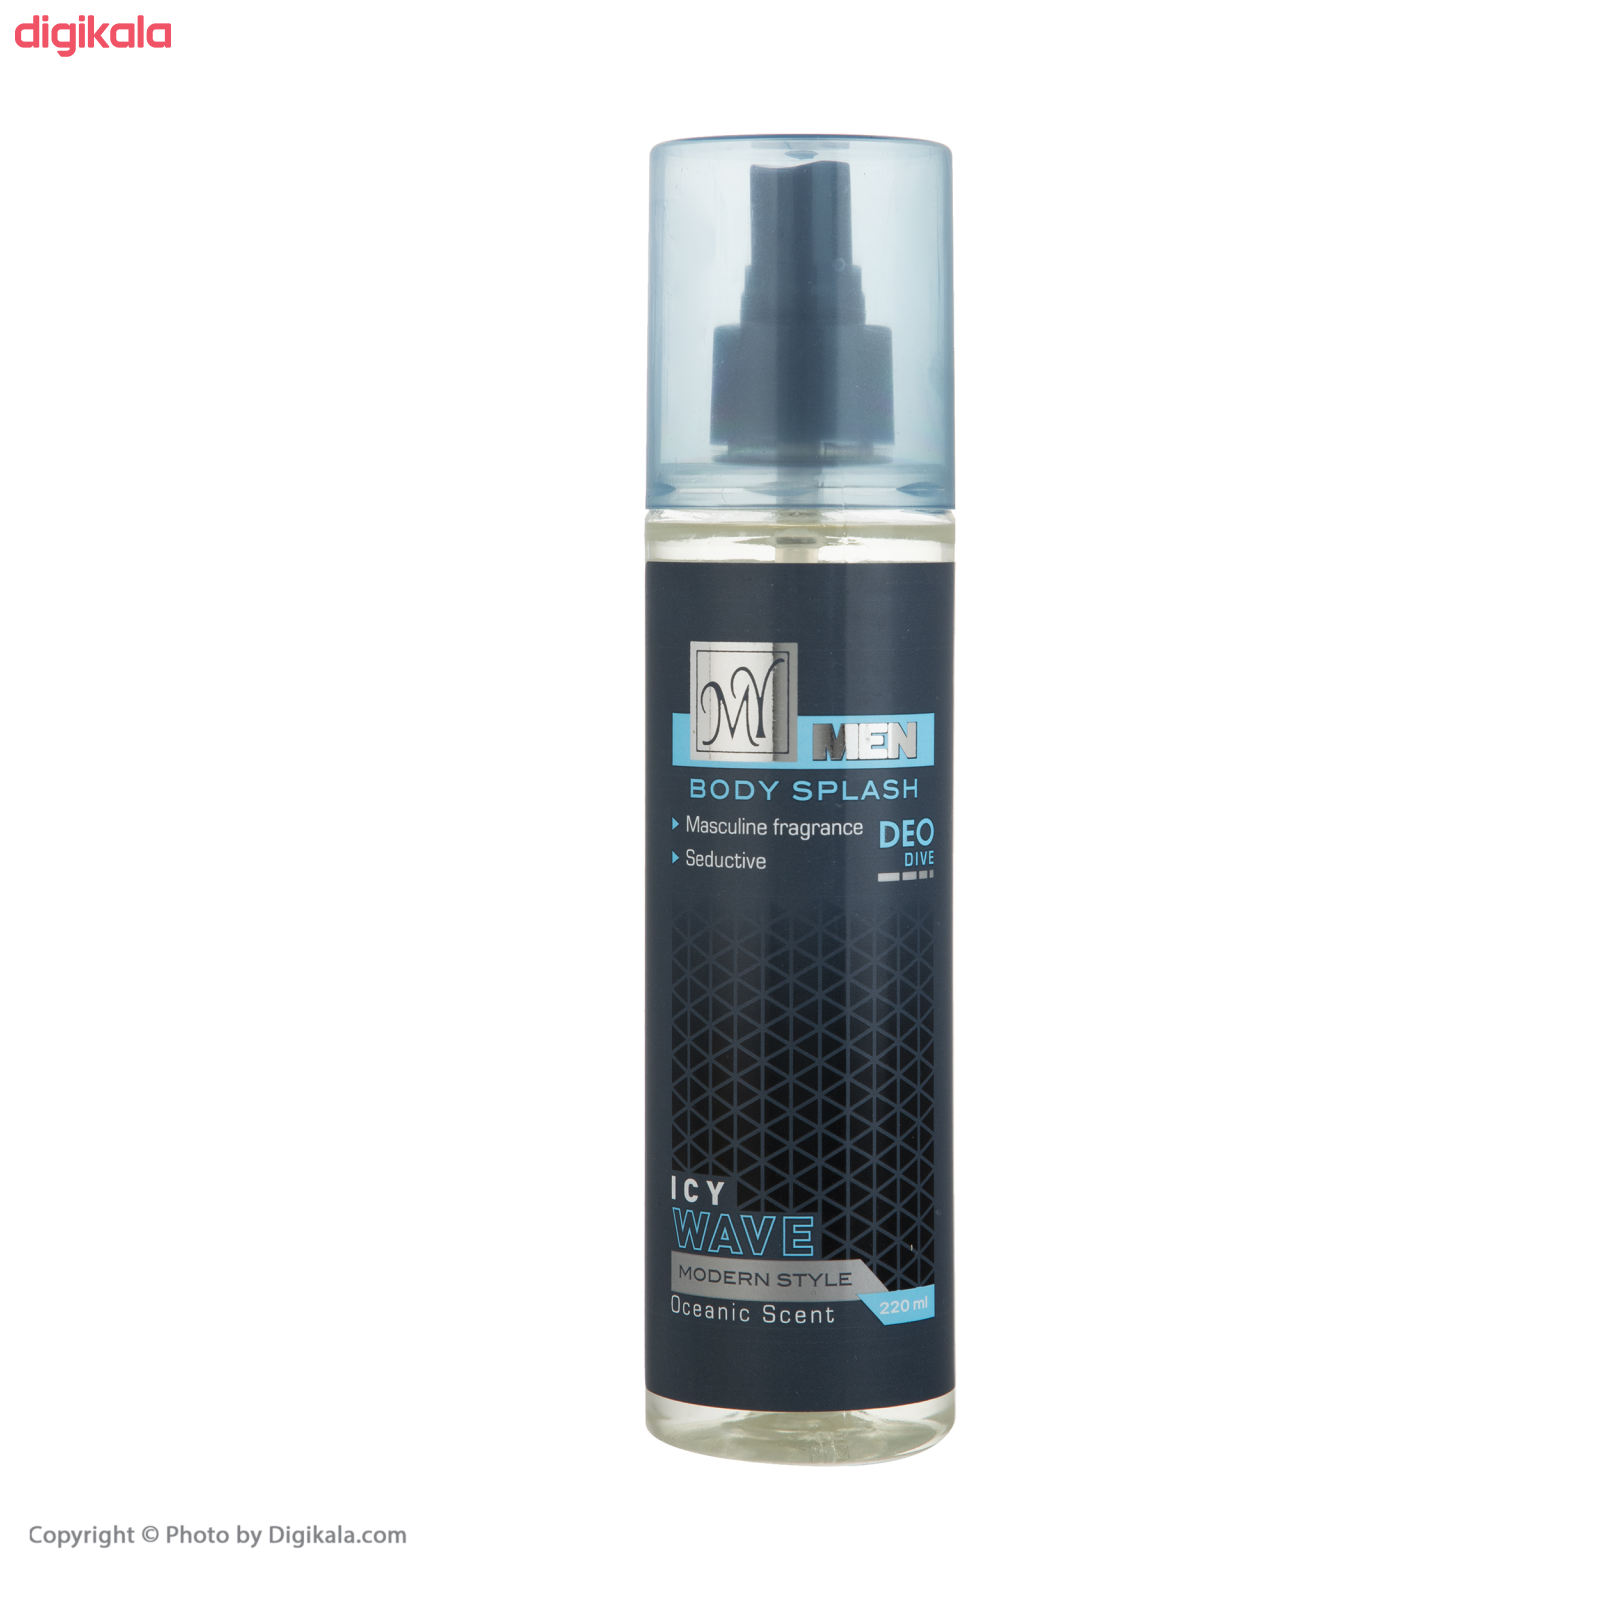 digikala
MY
MEN
BODY SPLASH
Masculine fragrance
Seductive
DEO
DIVE
ICY
WAVE
MODERN STYLE
Oceanic Scent
220 ml
Copyright © Photo by Digikala.com